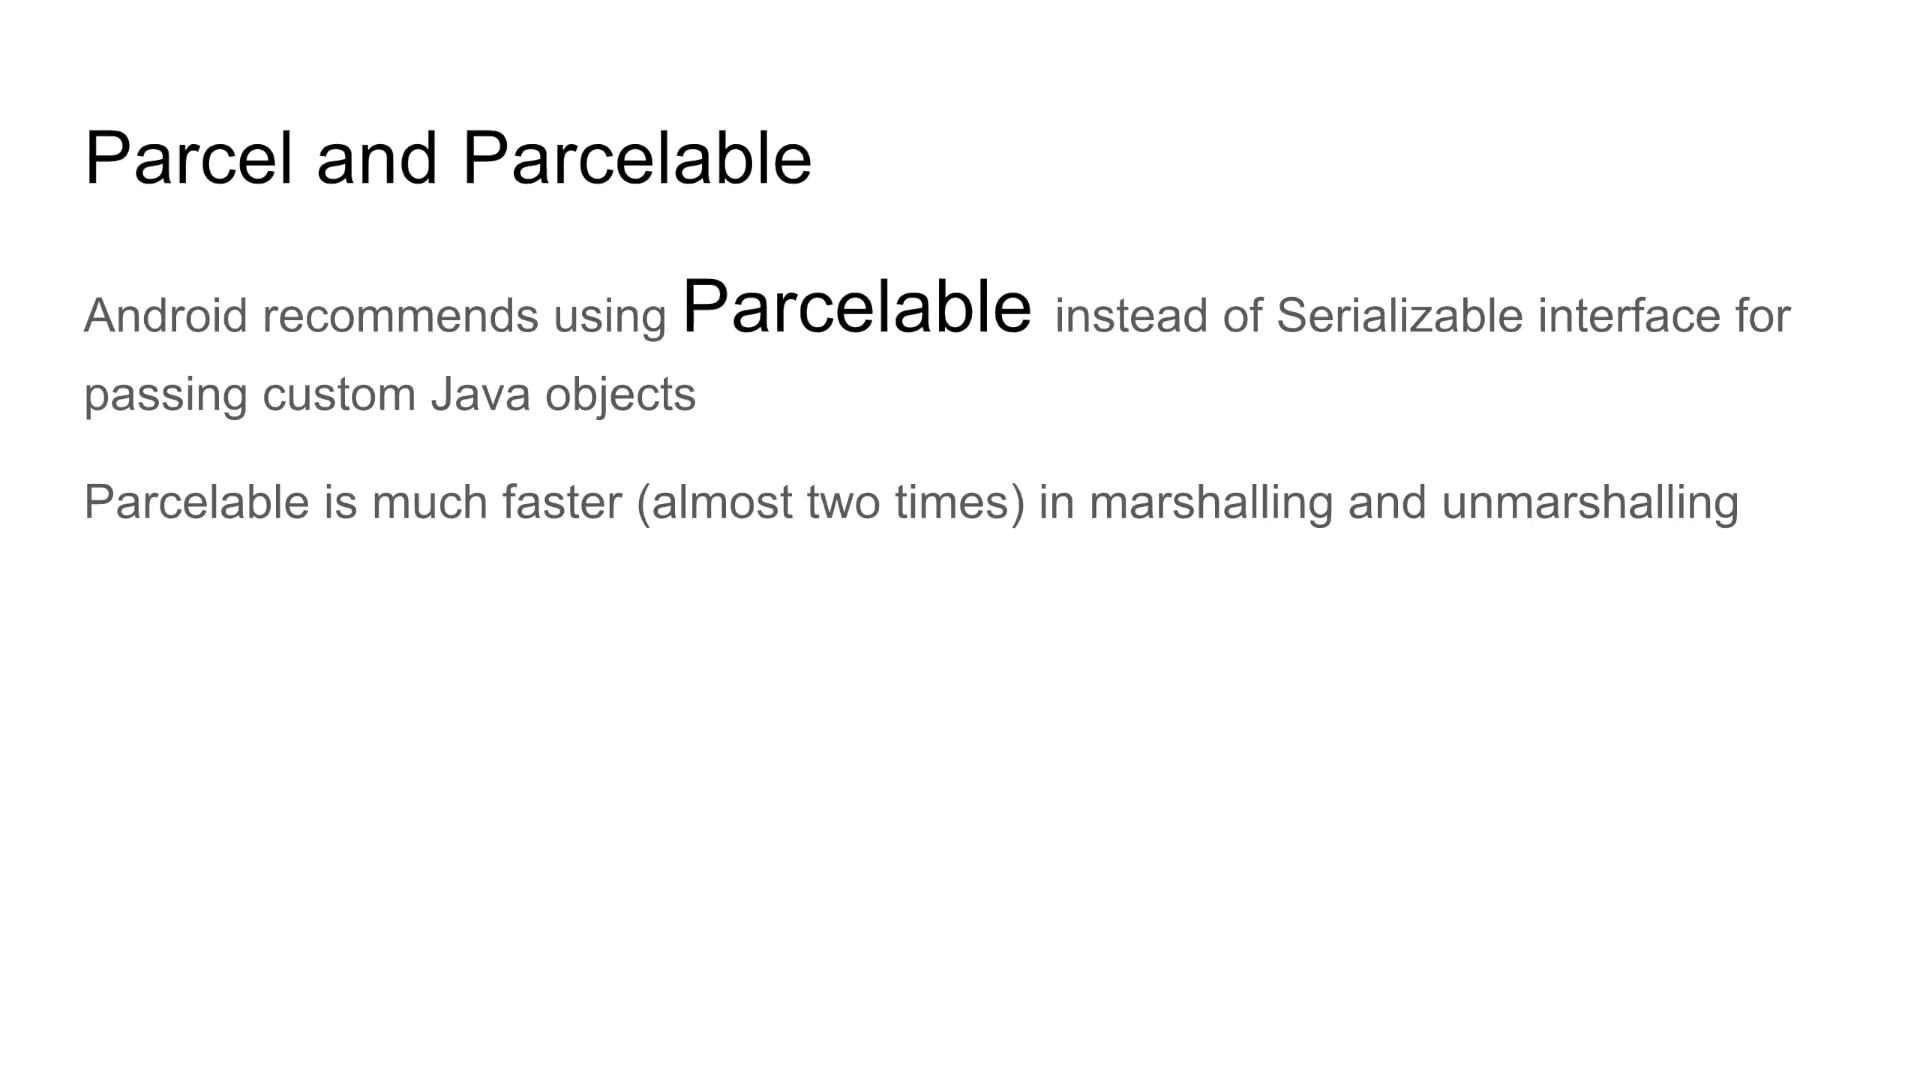 Parcel and Parcelable
Android recommends using Parcelable instead of Serializable interface for
passing custom Java objects
Parcelable is much faster (almost two times) in marshalling and unmarshalling